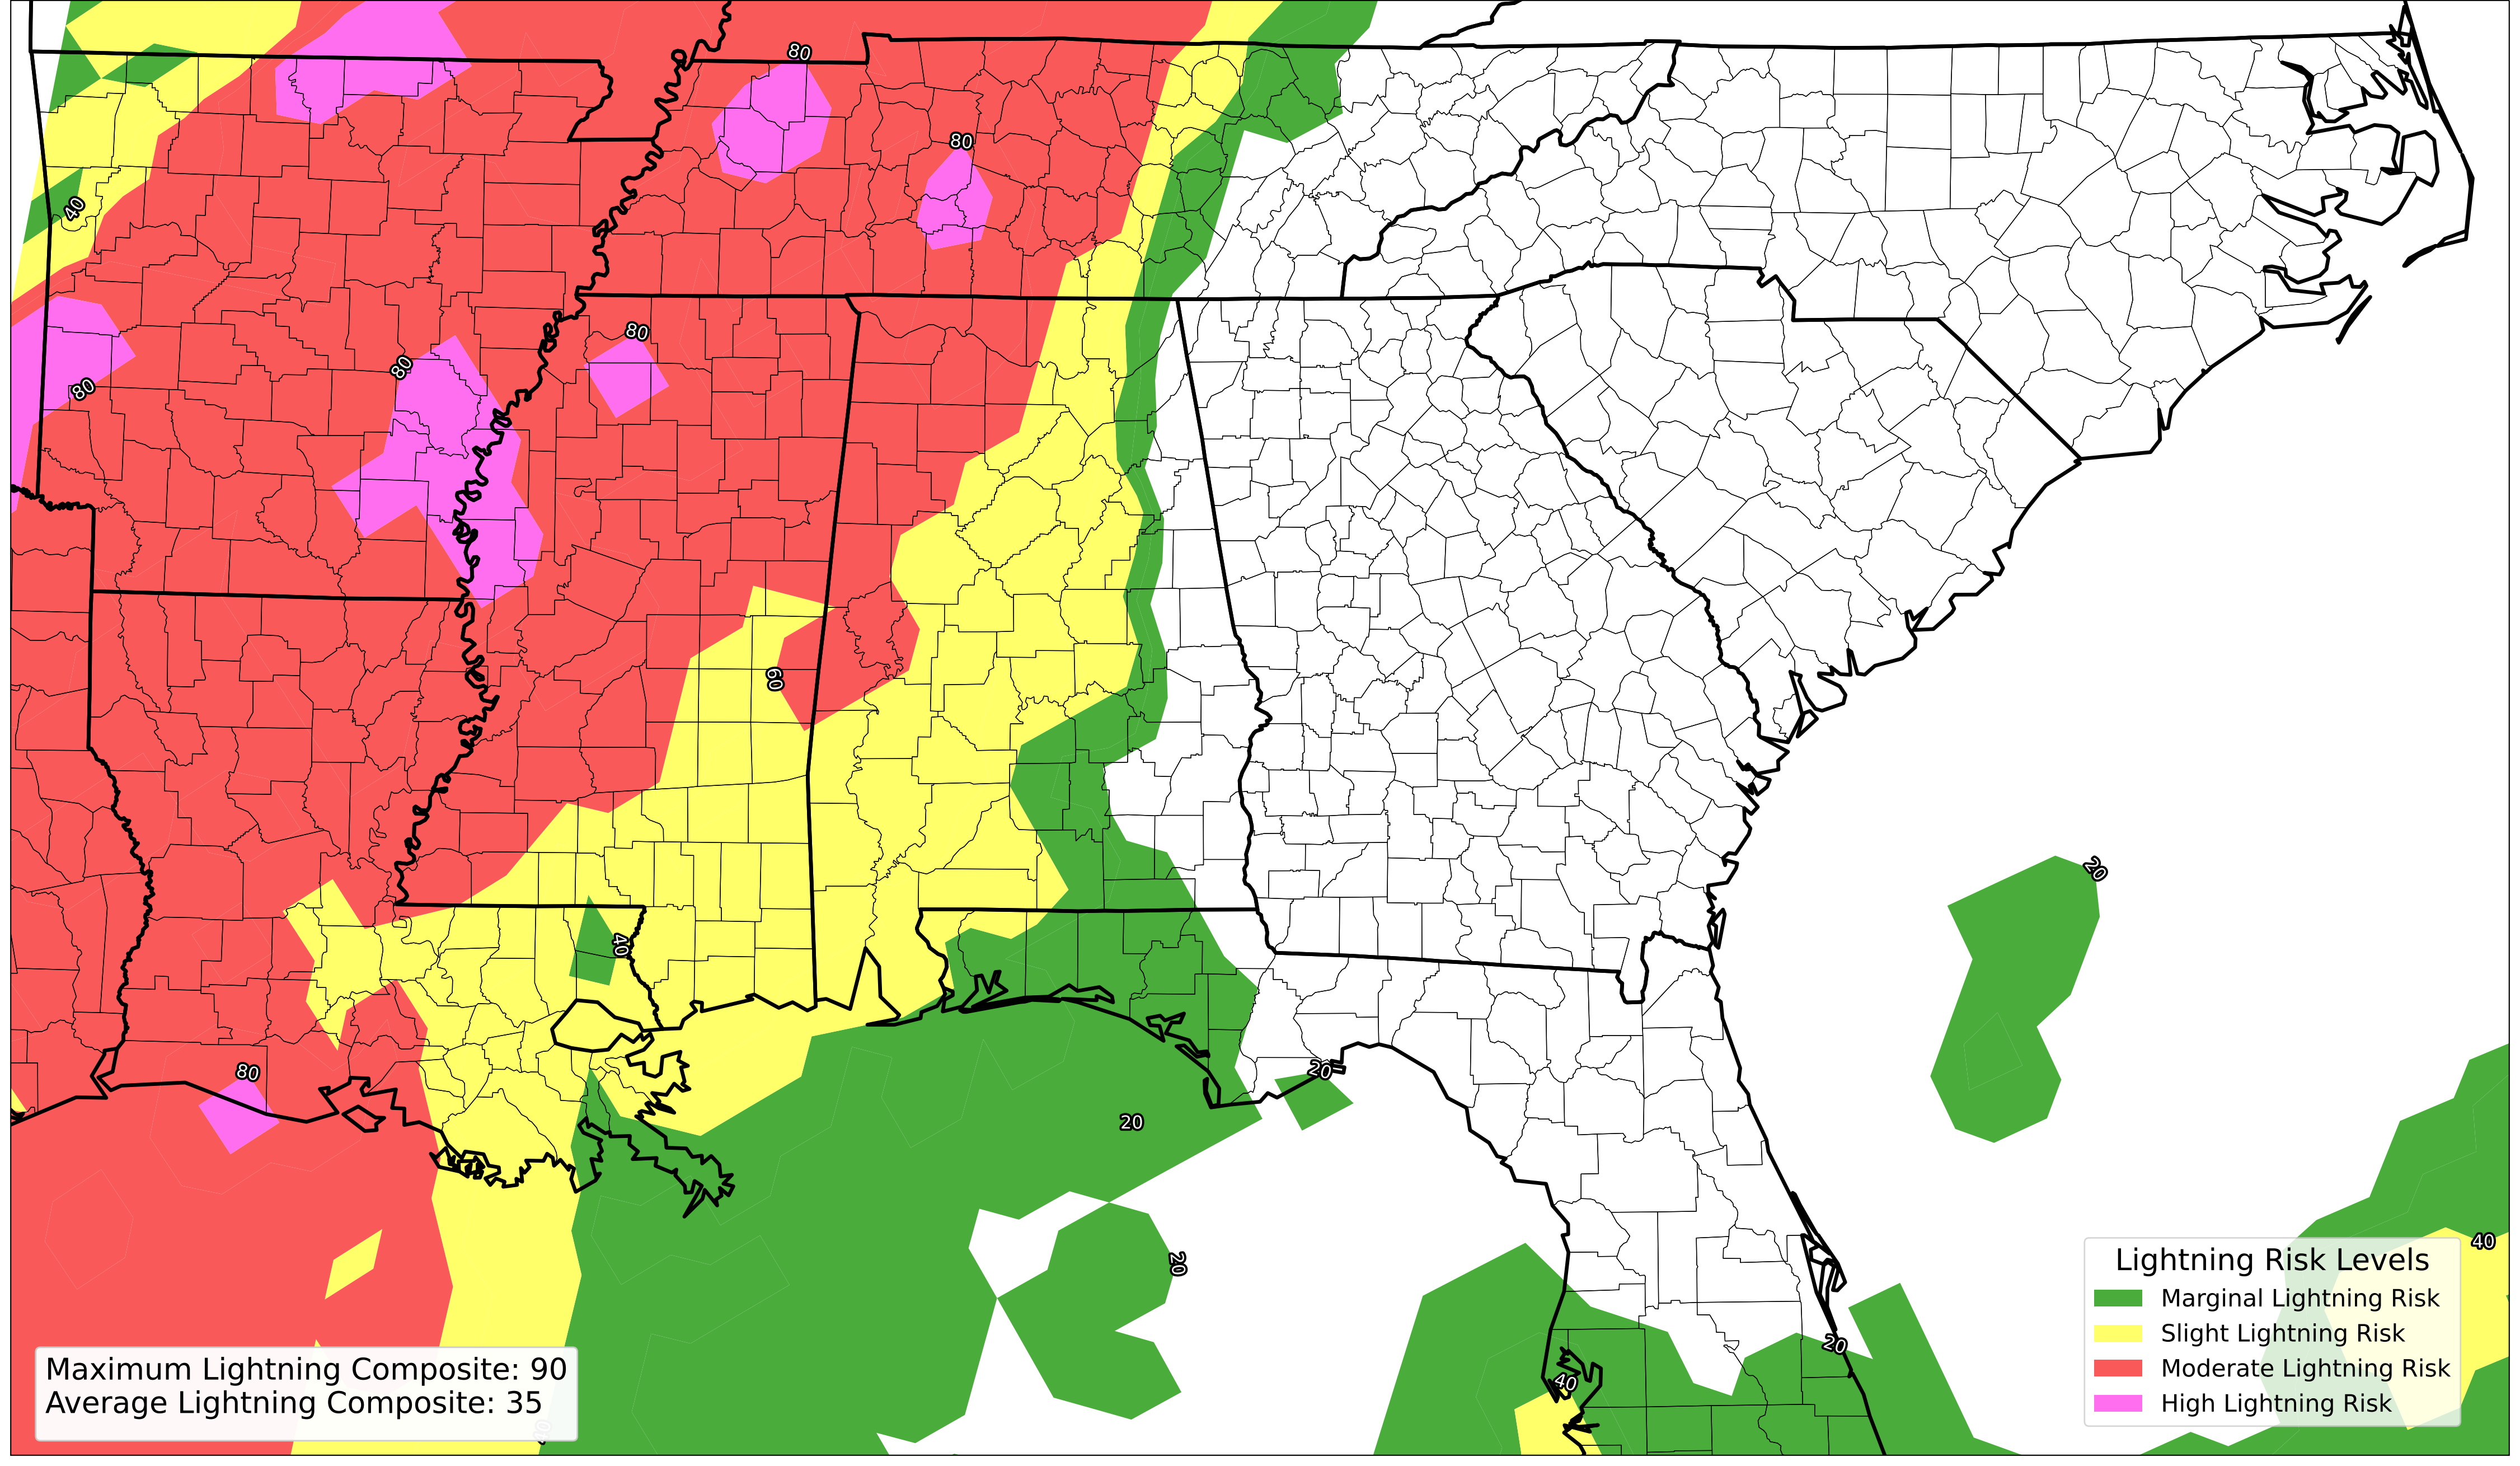 80
80
40
80
80
80
60
40
20
80
20
20
20
40
20
40
Lightning Risk Levels
Marginal Lightning Risk
Slight Lightning Risk
Moderate Lightning Risk
High Lightning Risk
Maximum Lightning Composite: 90
Average Lightning Composite: 35